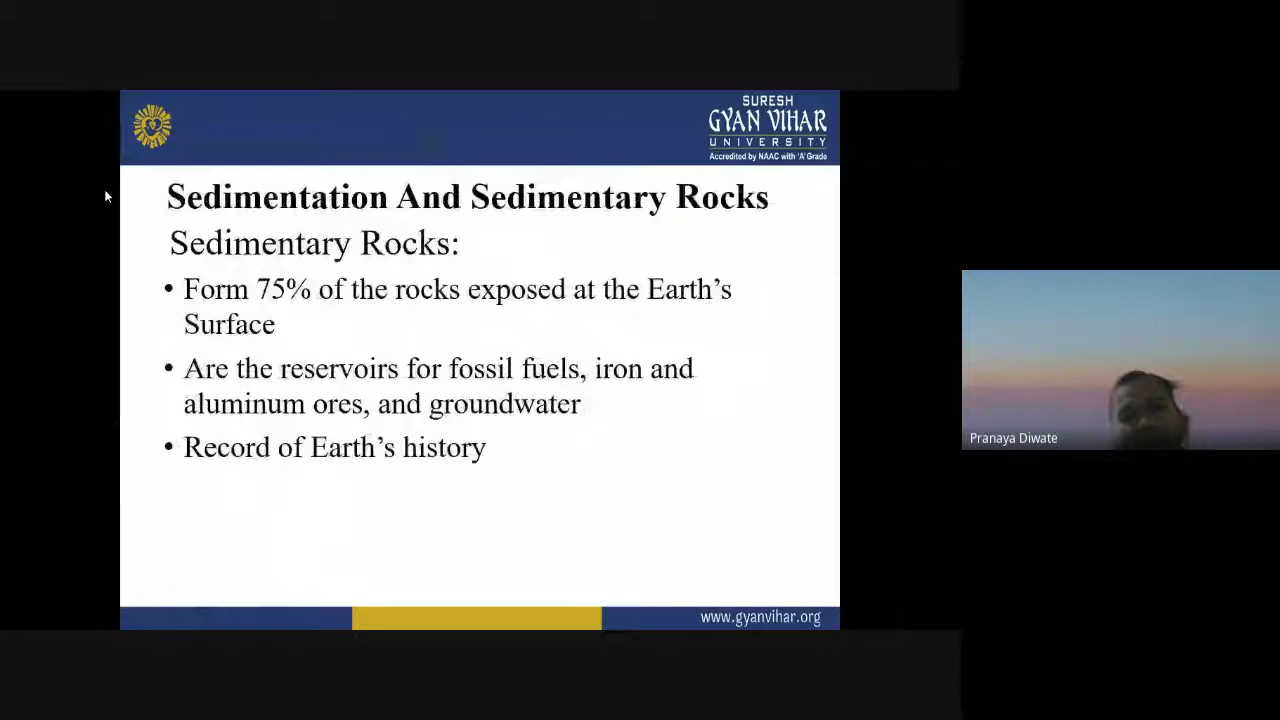 SURESH
GYAN VIHAR
UNIVERSITY
Accredited by NAAC with 'A' Grade
Sedimentation And Sedimentary Rocks
Sedimentary Rocks:
• Form 75% of the rocks exposed at the Earth's
Surface
• Are the reservoirs for fossil fuels, iron and
aluminum ores, and groundwater
• Record of Earth's history
www.gyanvihar.org
Pranaya Diwate